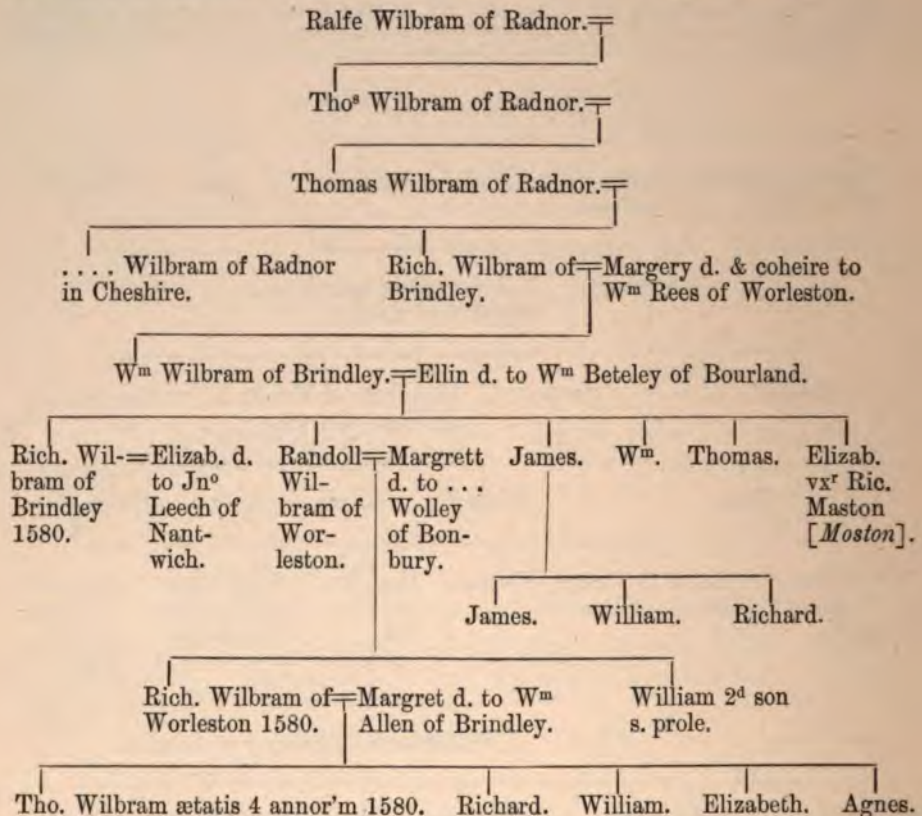 Ralfe Wilbram of Radnor.
Thoˢ Wilbram of Radnor.
Thomas Wilbram of Radnor.
.... Wilbram of Radnor
in Cheshire.
Rich. Wilbram of
Brindley.
Margery d. & coheire to
Wᵐ Rees of Worleston.
Wᵐ Wilbram of Brindley.
Ellin d. to Wᵐ Beteley of Bourland.
Rich. Wil-
bram of
Brindley
1580.
Elizab. d.
to Jnº
Leech of
Nant-
wich.
Randoll
Wil-
bram of
Wor-
leston.
Margrett
d. to ...
Wolley
of Bon-
bury.
James.
Wᵐ.
Thomas.
Elizab.
vxʳ Ric.
Maston
[Moston].
James.
William.
Richard.
Rich. Wilbram of
Worleston 1580.
Margret d. to Wᵐ
Allen of Brindley.
William 2ᵈ son
s. prole.
Tho. Wilbram ætatis 4 annor'm 1580.
Richard.
William.
Elizabeth.
Agnes.